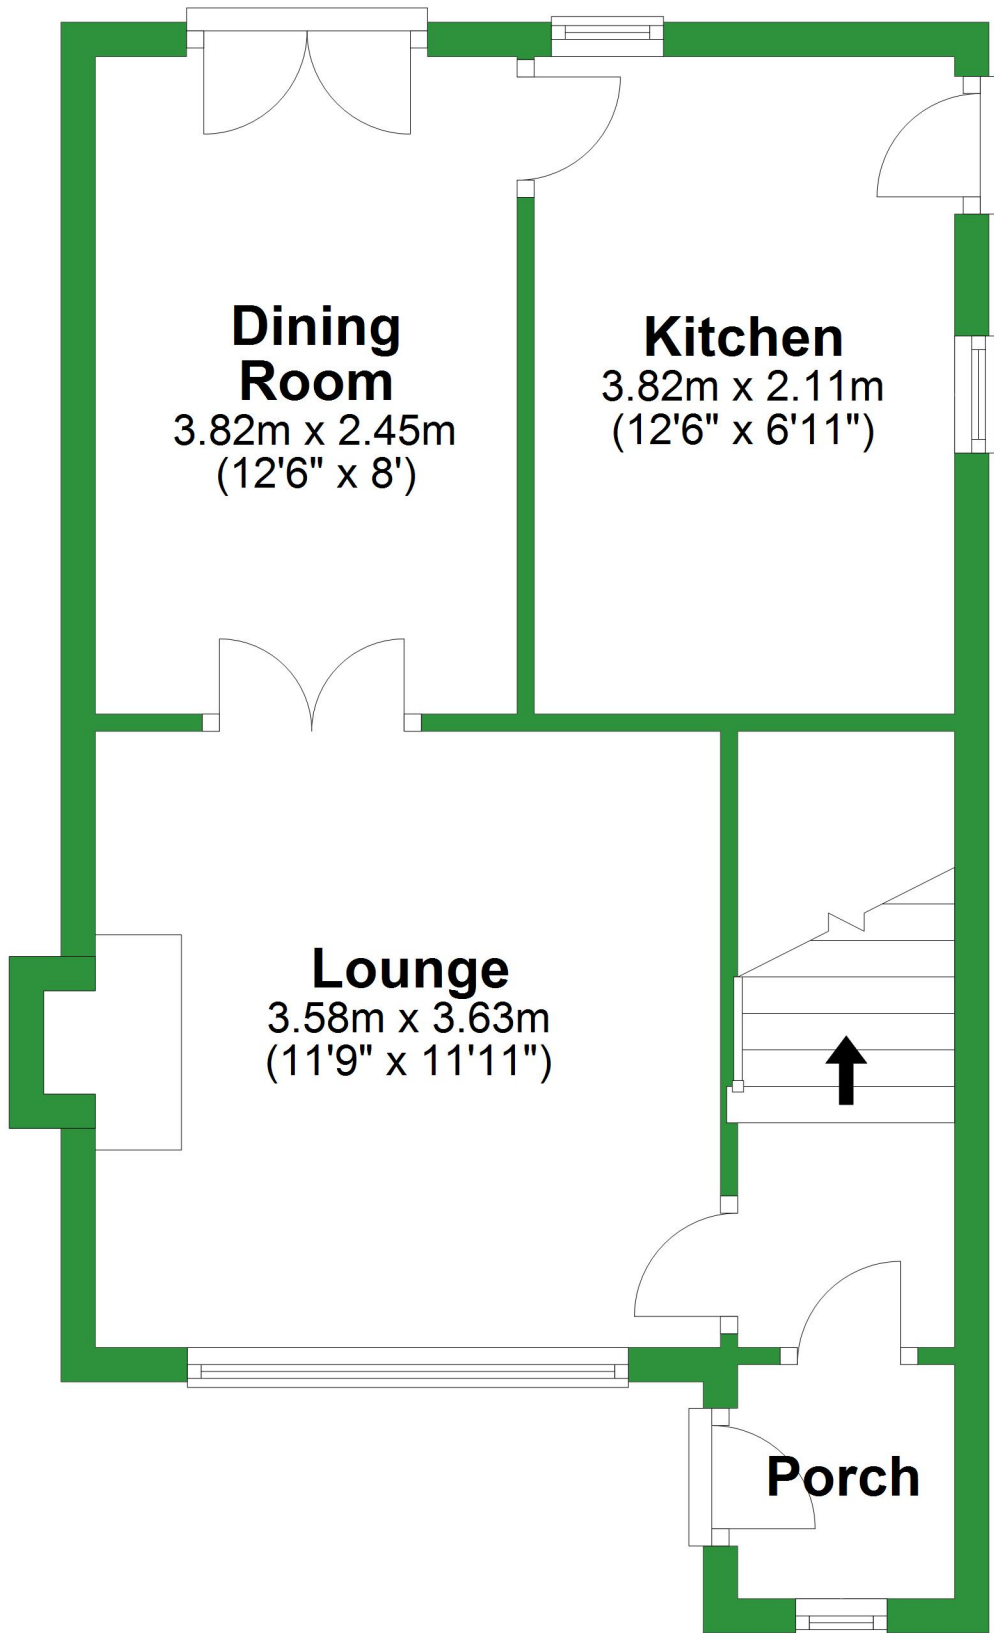 Dining
Room
3.82m x 2.45m
(12'6" x 8')
Kitchen
3.82m x 2.11m
(12'6" x 6'11")
Lounge
3.58m x 3.63m
(11'9" x 11'11")
Porch